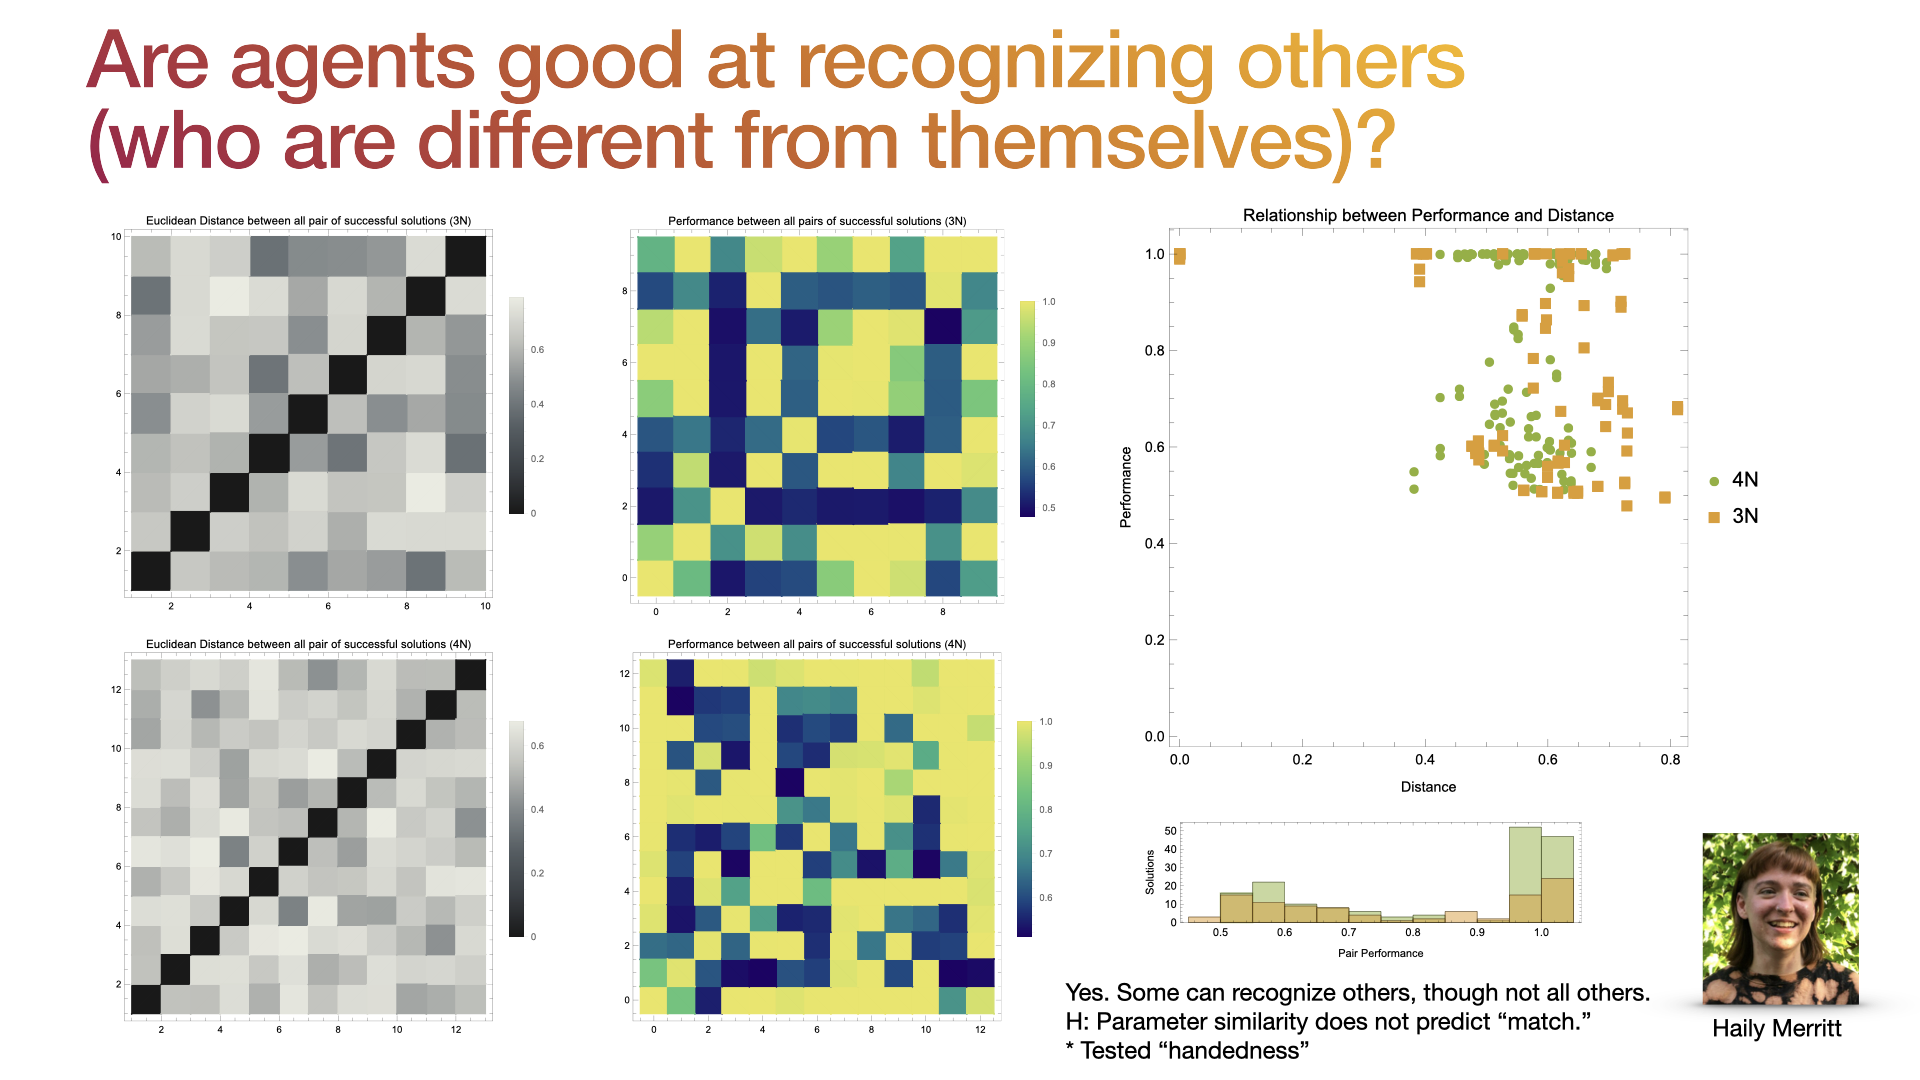 Are agents good at recognizing others
(who are different from themselves)?
Euclidean Distance between all pair of successful solutions (3N)
10
8
6
4
2
2 4 6 8 10
0.6
0.4
0.2
0
Performance between all pairs of successful solutions (3N)
8
6
4
2
0
0 2 4 6 8
1.0
0.9
0.8
0.7
0.6
0.5
Relationship between Performance and Distance
Performance
1.0
0.8
0.6
0.4
0.2
0.0
0.0 0.2 0.4 0.6 0.8
Distance
4N
3N
Euclidean Distance between all pair of successful solutions (4N)
12
10
8
6
4
2
2 4 6 8 10 12
0.6
0.4
0.2
0
Performance between all pairs of successful solutions (4N)
12
10
8
6
4
2
0
0 2 4 6 8 10 12
1.0
0.9
0.8
0.7
0.6
Solutions
50
40
30
20
10
0
0.5 0.6 0.7 0.8 0.9 1.0
Pair Performance
Yes. Some can recognize others, though not all others.
H: Parameter similarity does not predict “match.”
* Tested “handedness”
Haily Merritt